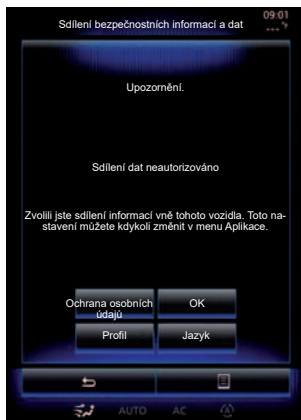 Sdílení bezpečnostních informací a dat
09:01
Upozornění.
Sdílení dat neautorizováno
Zvolili jste sdílení informací vně tohoto vozidla. Toto na-
stavení můžete kdykoli změnit v menu Aplikace.
Ochrana osobních
údajů
OK
Profil
Jazyk
AUTO
AC